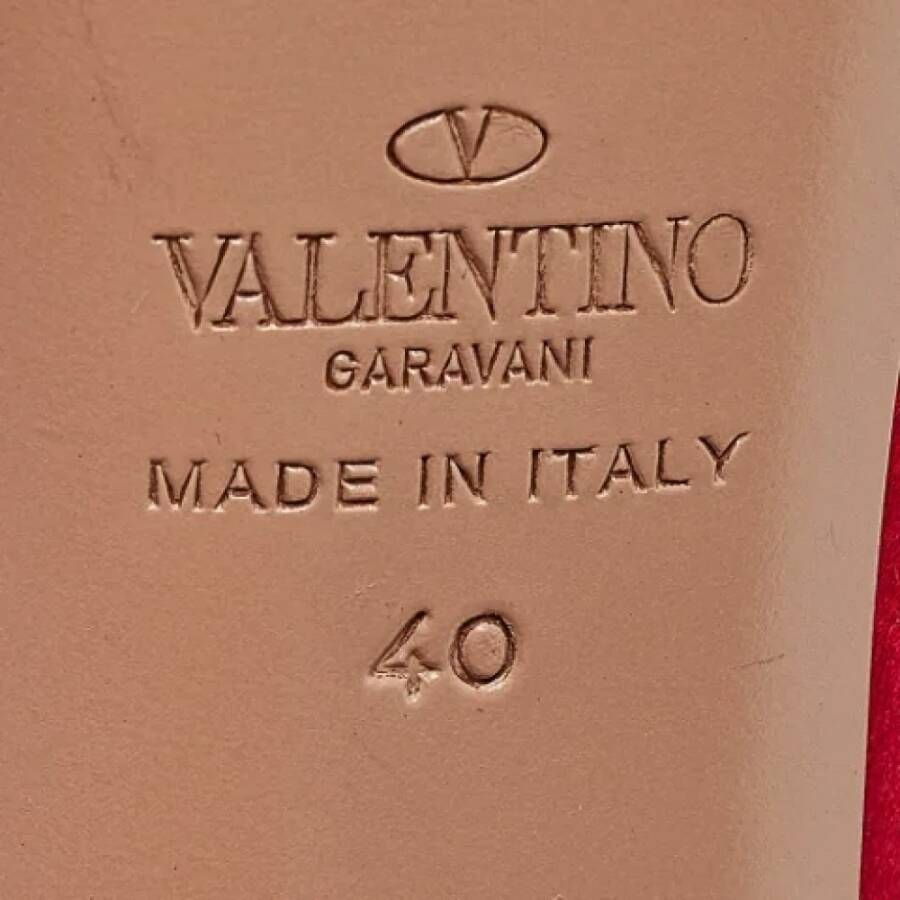 V
VALENTINO
GARAVANI
MADE IN ITALY
40